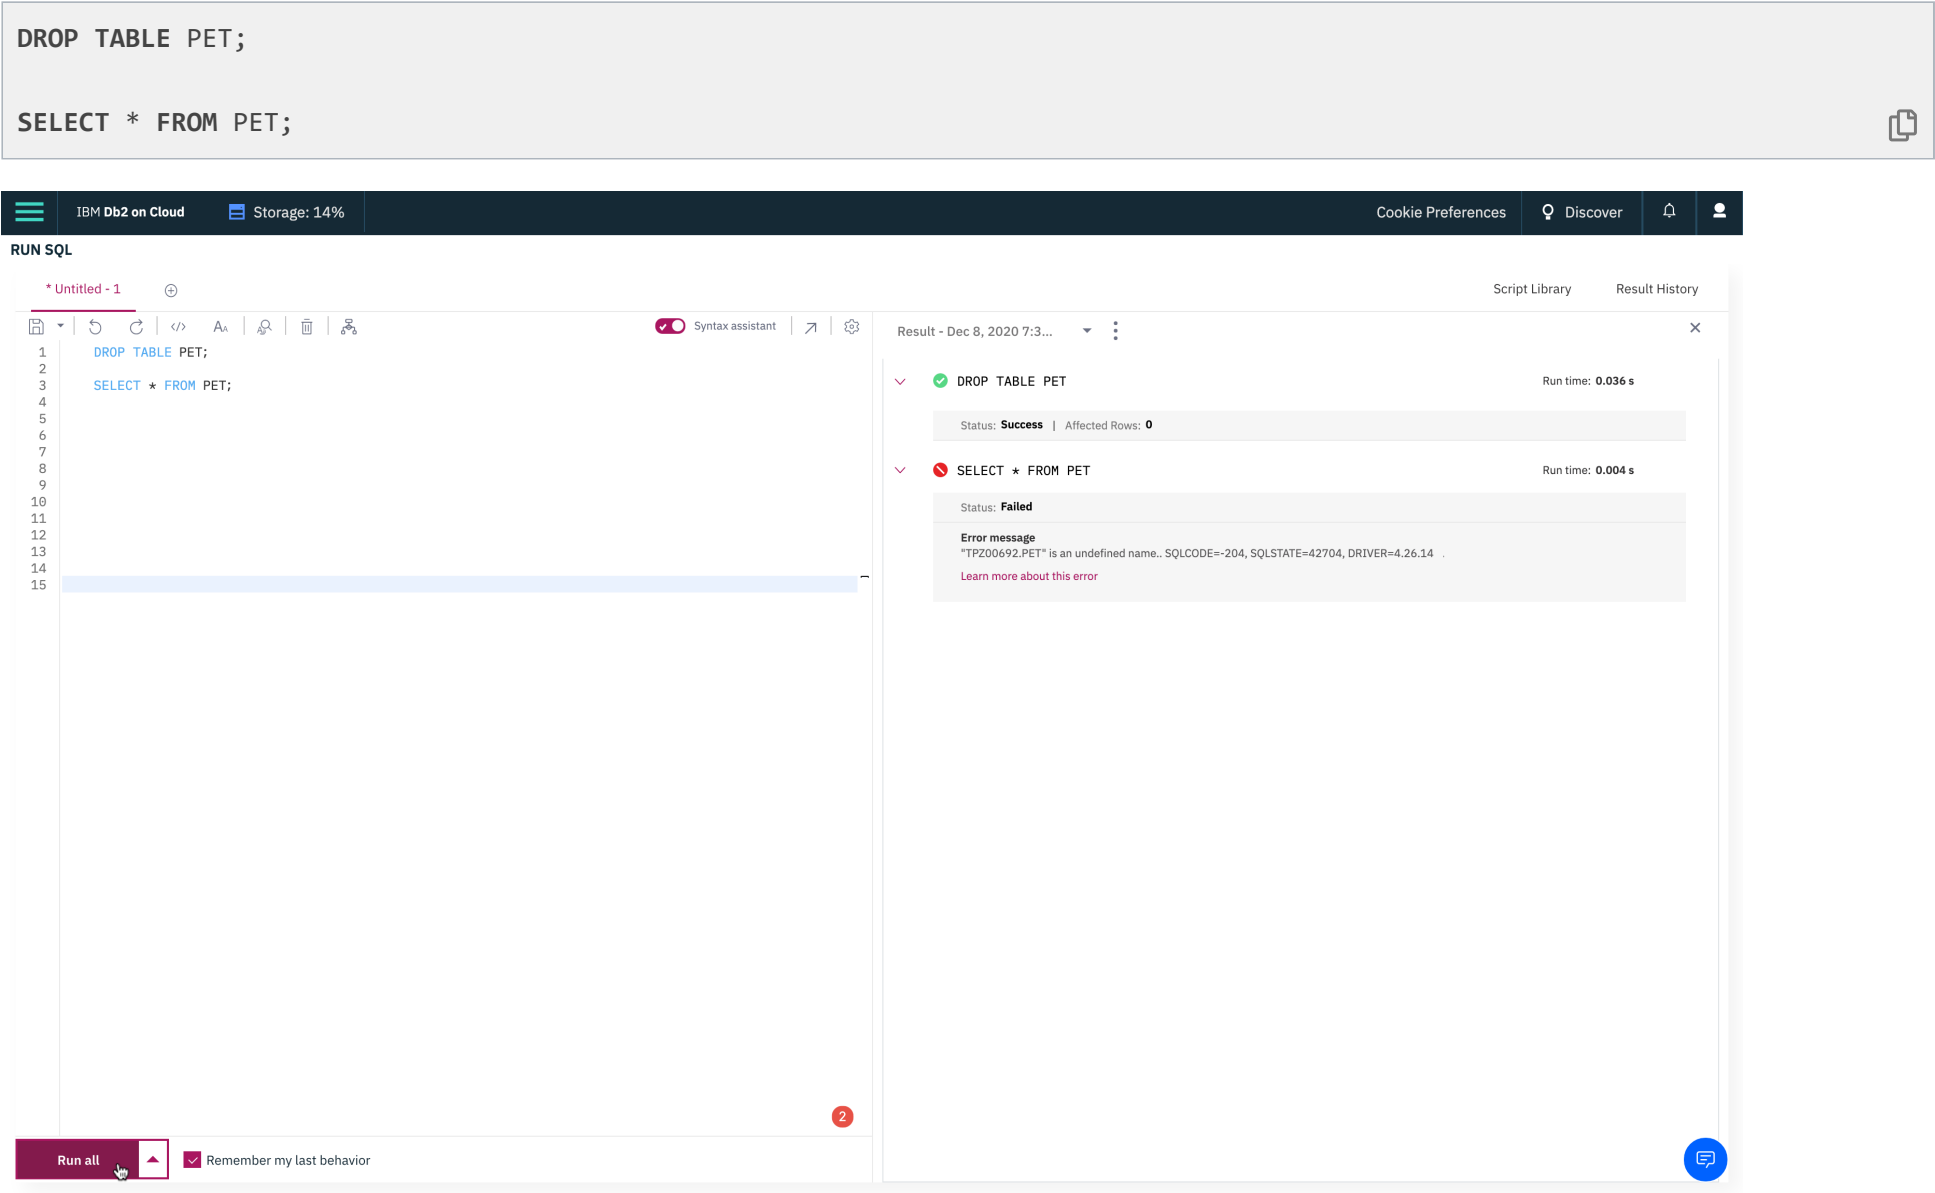 DROP TABLE PET;
SELECT * FROM PET;
IBM Db2 on Cloud
Storage: 14%
Cookie Preferences
Discover
RUN SQL
* Untitled - 1
Script Library
Result History
Syntax assistant
Result - Dec 8, 2020 7:3...
1 DROP TABLE PET;
2
3 SELECT * FROM PET;
4
5
6
7
8
9
10
11
12
13
14
15
DROP TABLE PET
Run time: 0.036 s
Status: Success | Affected Rows: 0
SELECT * FROM PET
Run time: 0.004 s
Status: Failed
Error message
"TPZ00692.PET" is an undefined name.. SQLCODE=-204, SQLSTATE=42704, DRIVER=4.26.14 .
Learn more about this error
2
Run all
Remember my last behavior